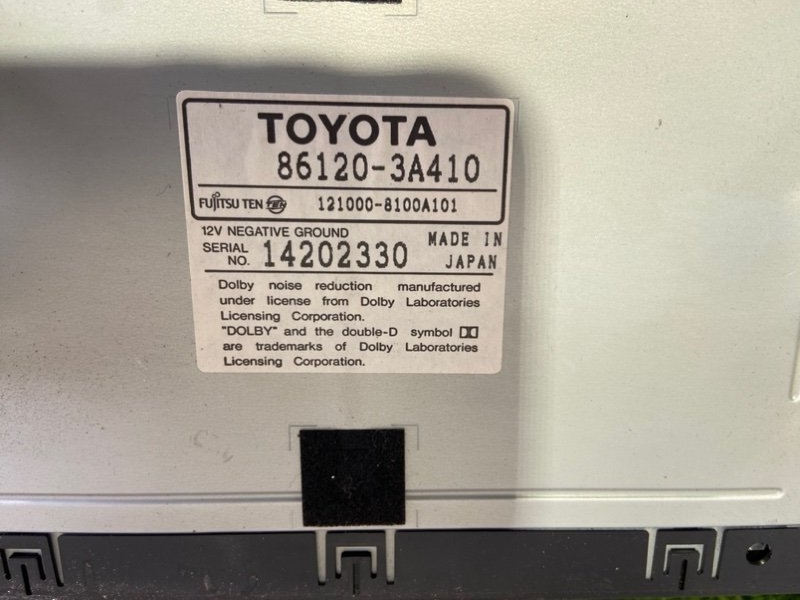 TOYOTA
86120-3A410
FUJITSU TEN TEN 121000-8100A101
12V NEGATIVE GROUND
SERIAL NO. 14202330 MADE IN JAPAN
Dolby noise reduction manufactured
under license from Dolby Laboratories
Licensing Corporation.
"DOLBY" and the double-D symbol
are trademarks of Dolby Laboratories
Licensing Corporation.